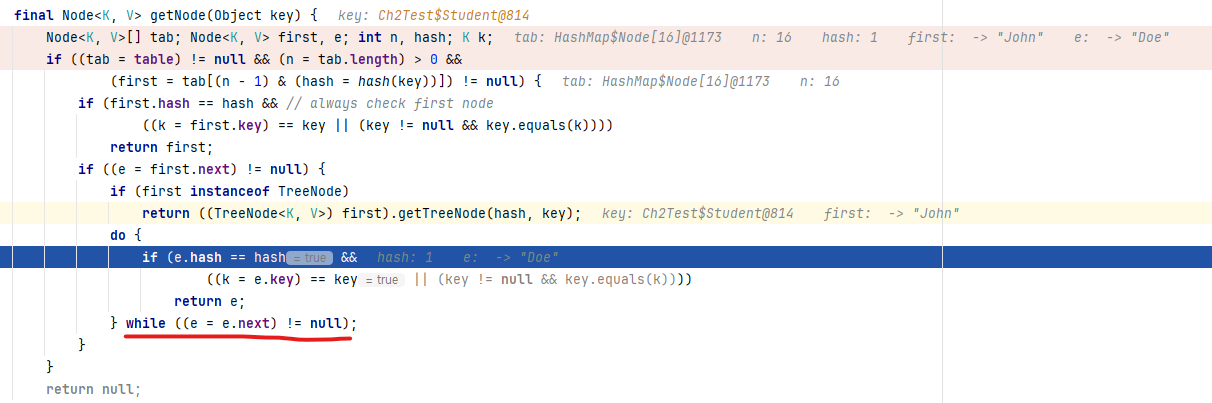 final Node<K, V> getNode(Object key) {   key: Ch2Test$Student@814
    Node<K, V>[] tab; Node<K, V> first, e; int n, hash; K k;   tab: HashMap$Node[16]@1173    n: 16    hash: 1    first:  -> "John"    e:  -> "Doe"
    if ((tab = table) != null && (n = tab.length) > 0 &&
            (first = tab[(n - 1) & (hash = hash(key))]) != null) {   tab: HashMap$Node[16]@1173    n: 16
        if (first.hash == hash && // always check first node
                ((k = first.key) == key || (key != null && key.equals(k))))
            return first;
        if ((e = first.next) != null) {
            if (first instanceof TreeNode)
                return ((TreeNode<K, V>) first).getTreeNode(hash, key);   key: Ch2Test$Student@814    first:  -> "John"
            do {
                if (e.hash == hash = true &&   hash: 1    e:  -> "Doe"
                        ((k = e.key) == key = true || (key != null && key.equals(k))))
                    return e;
            } while ((e = e.next) != null);
        }
    }
    return null;